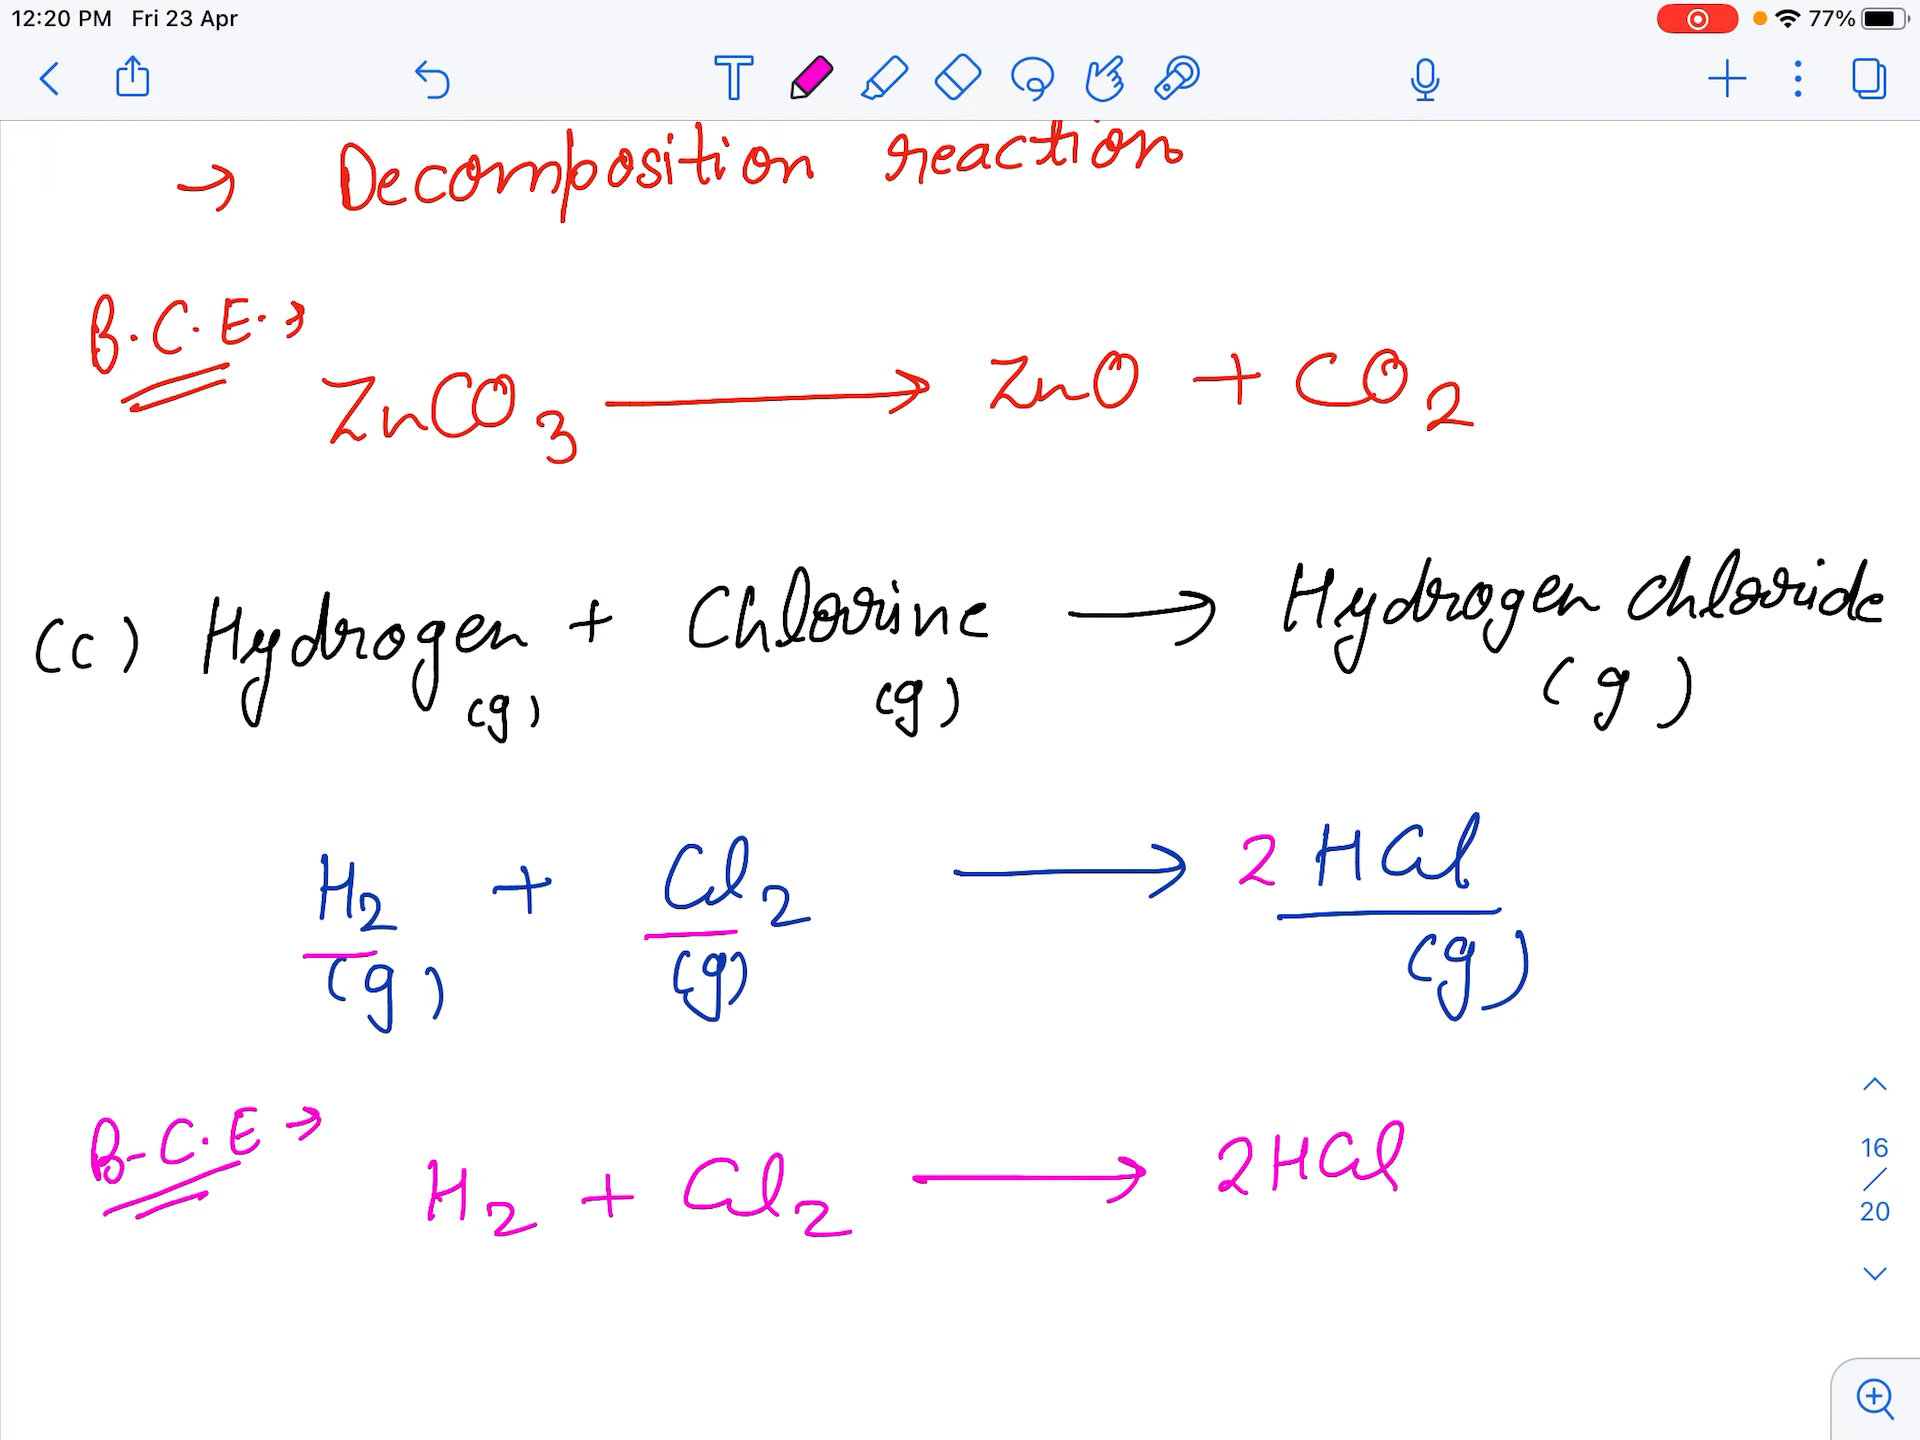 12:20 PM Fri 23 Apr 77%
T
→ Decomposition reaction
B.C.E. →
ZnCO3 ⟶ ZnO + CO2
(c) Hydrogen (g) + Chlorine (g) ⟶ Hydrogen chloride (g)
H2 (g) + Cl2 (g) ⟶ 2 HCl (g)
B-C.E →
H2 + Cl2 ⟶ 2HCl
16
/
20